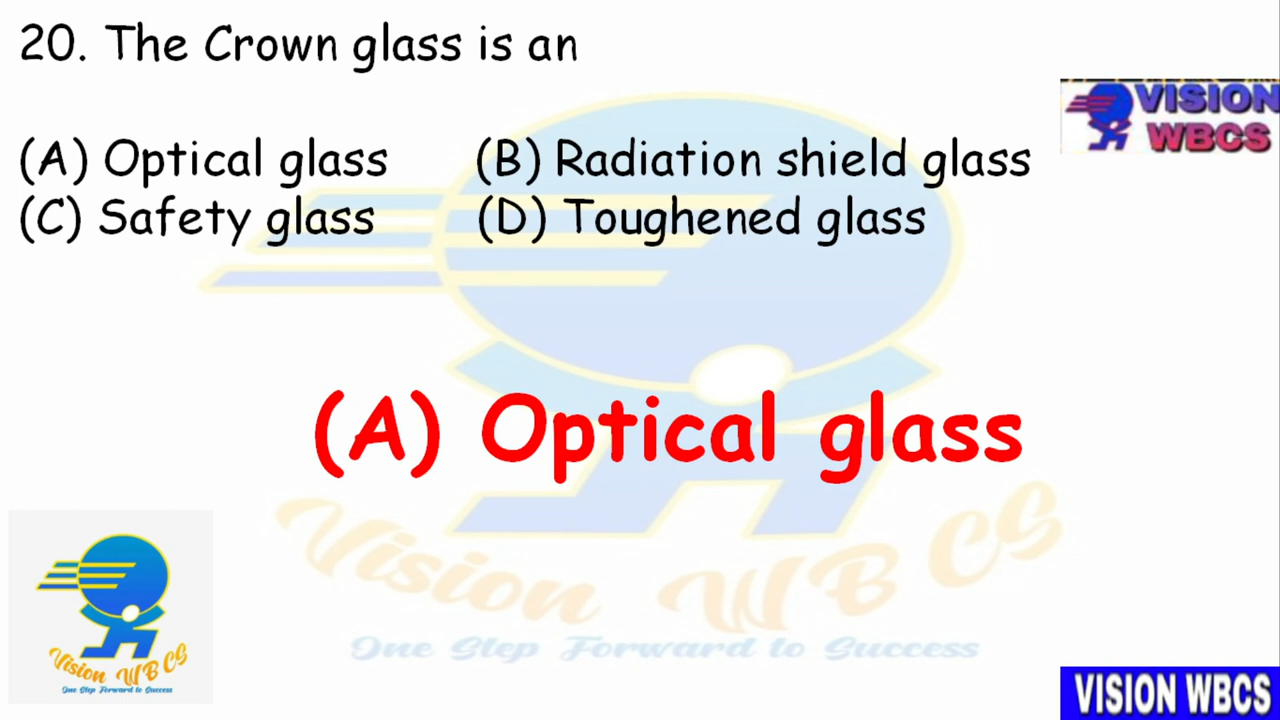 20. The Crown glass is an
VISION
WBCS
(A) Optical glass (B) Radiation shield glass
(C) Safety glass (D) Toughened glass
(A) Optical glass
Vision WBCS
One Step Forward to Success
Vision WBCS
One Step Forward to Success
VISION WBCS